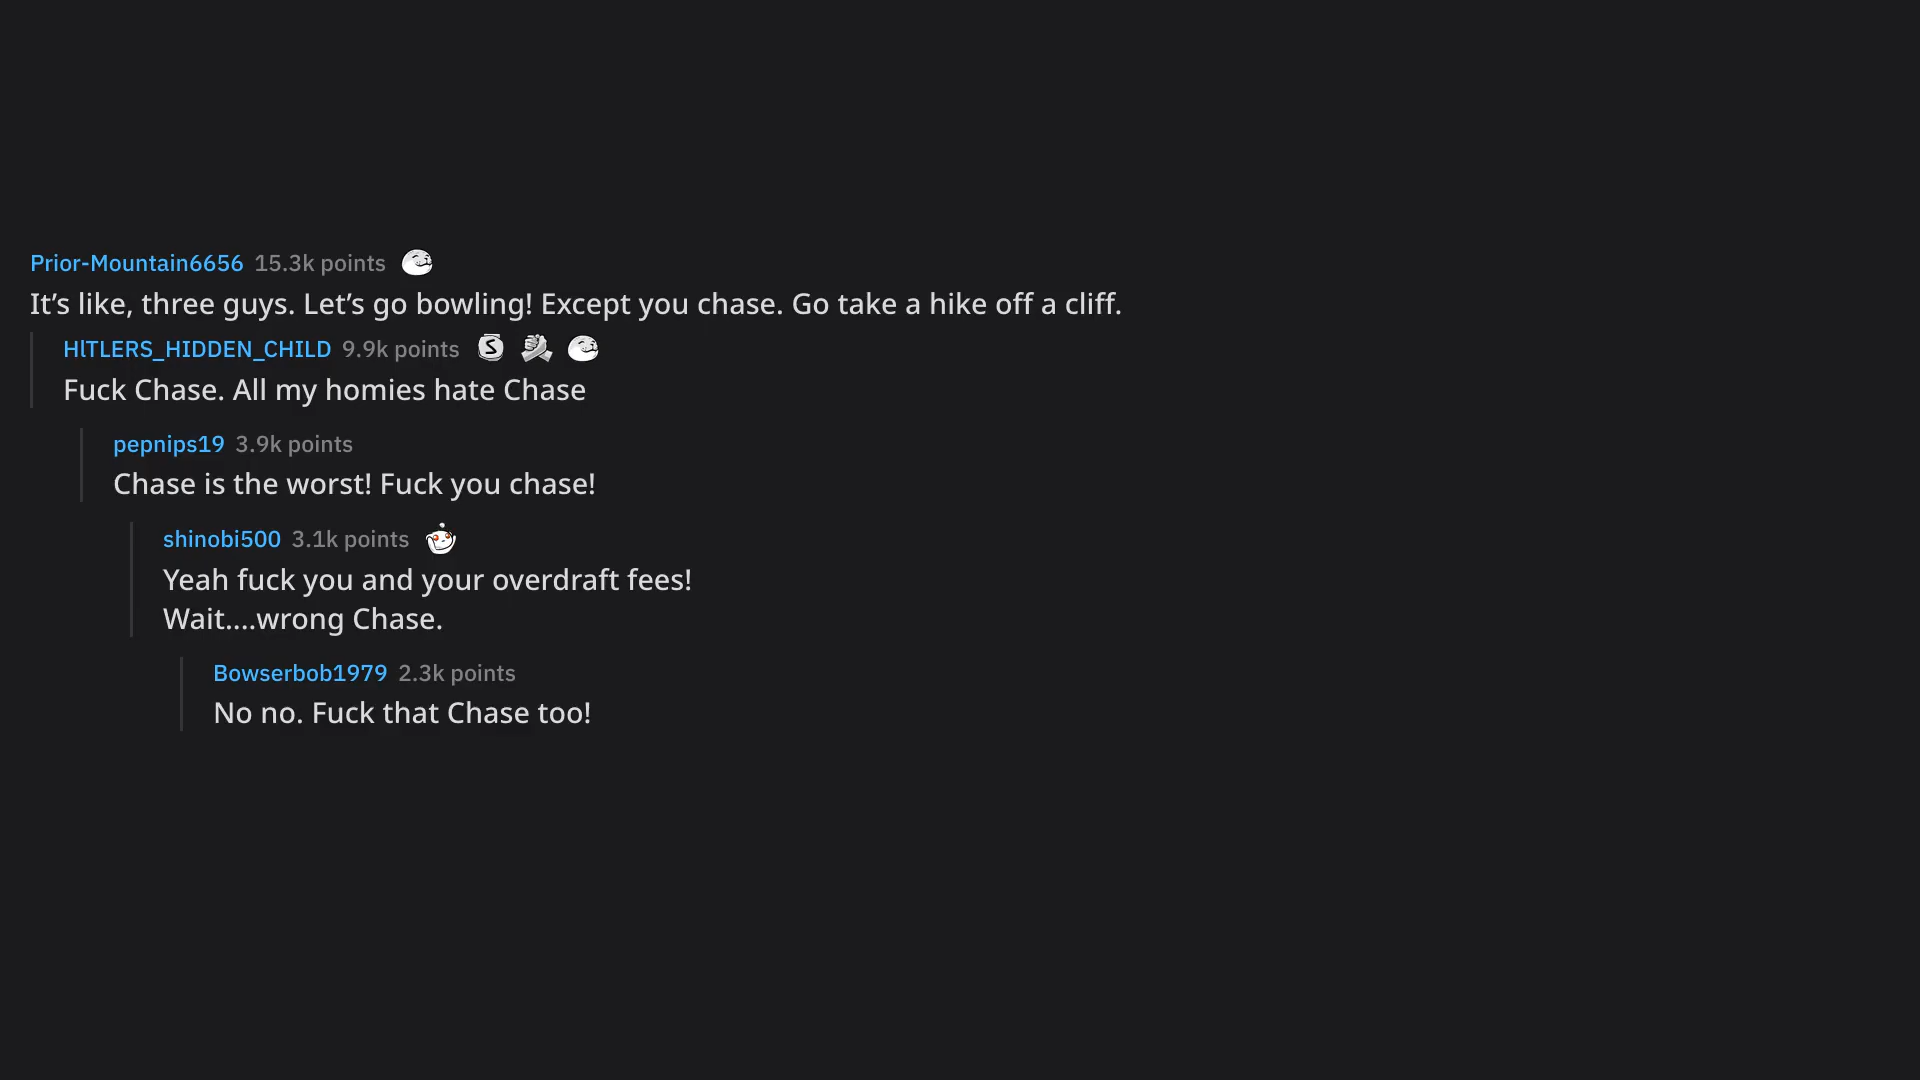 Prior-Mountain6656 15.3k points
It’s like, three guys. Let’s go bowling! Except you chase. Go take a hike off a cliff.
HlTLERS_HIDDEN_CHILD 9.9k points
Fuck Chase. All my homies hate Chase
pepnips19 3.9k points
Chase is the worst! Fuck you chase!
shinobi500 3.1k points
Yeah fuck you and your overdraft fees!
Wait....wrong Chase.
Bowserbob1979 2.3k points
No no. Fuck that Chase too!